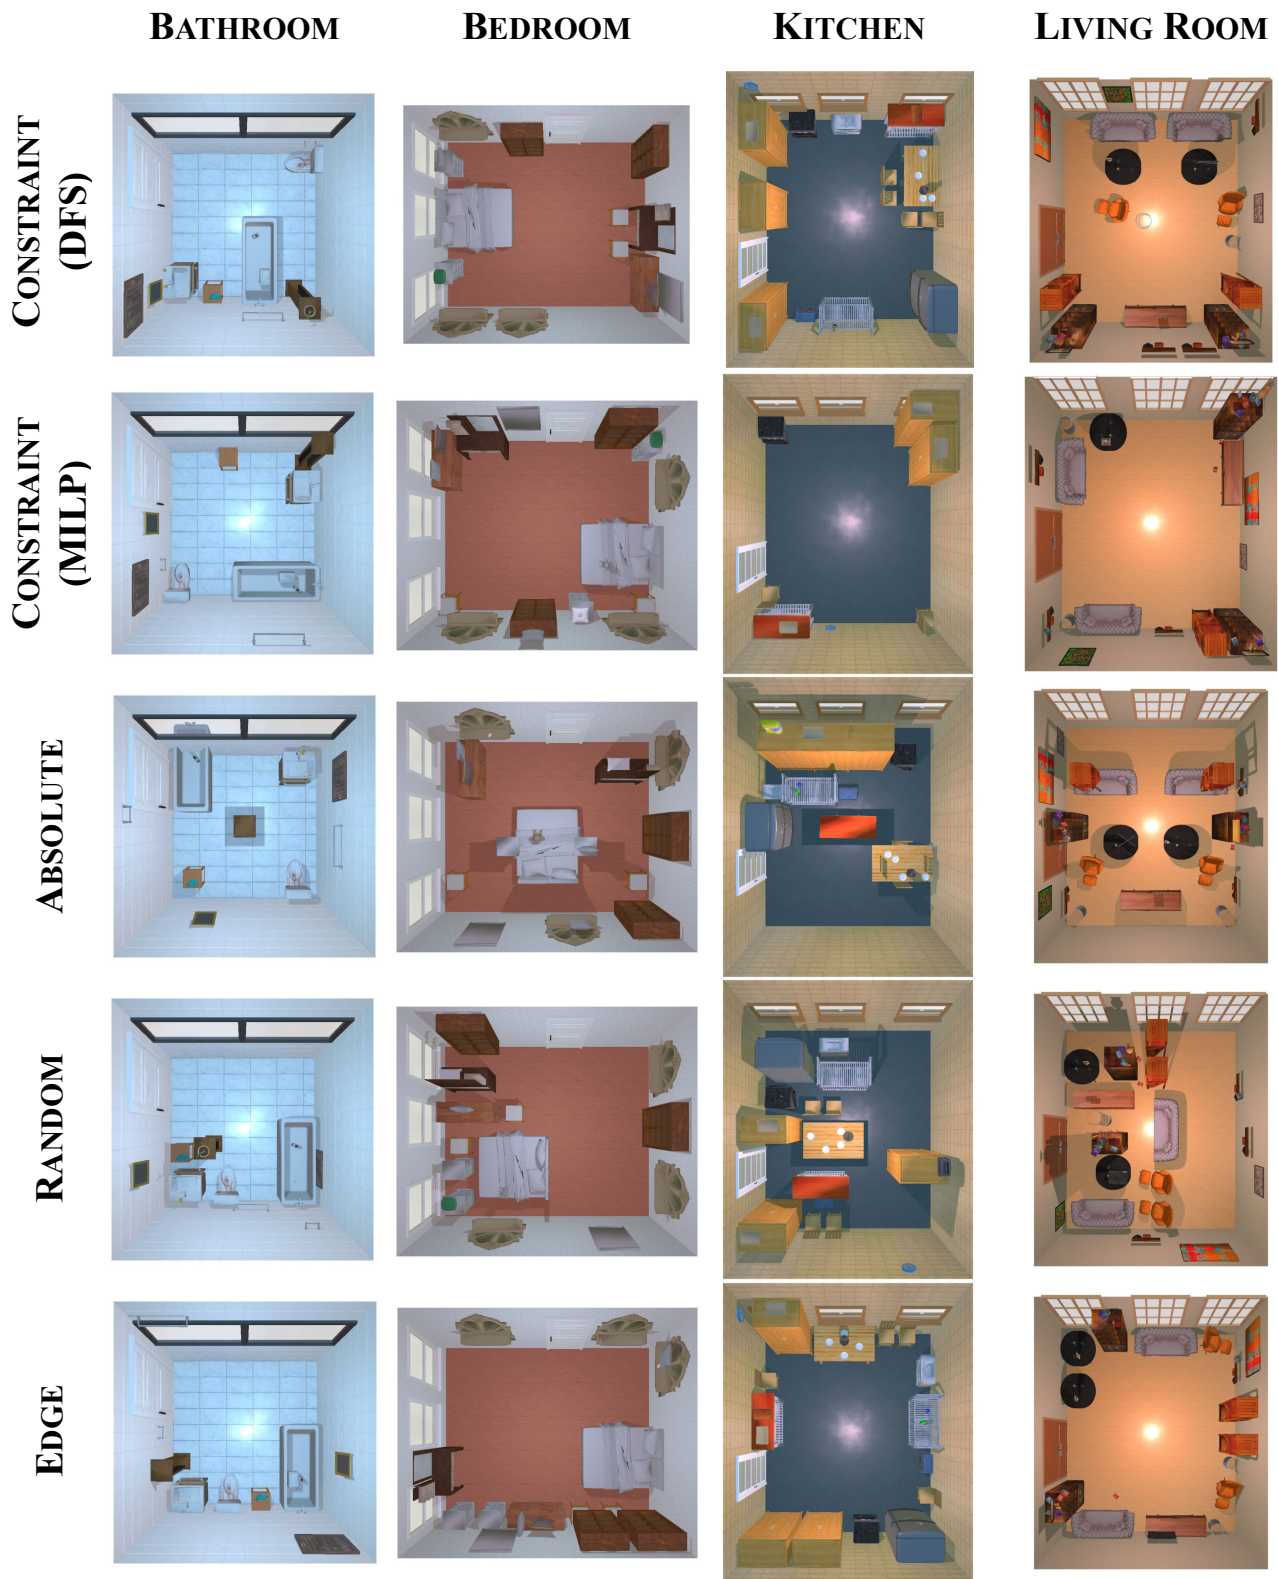 BATHROOM BEDROOM KITCHEN LIVING ROOM
CONSTRAINT
(DFS)
CONSTRAINT
(MILP)
ABSOLUTE
RANDOM
EDGE